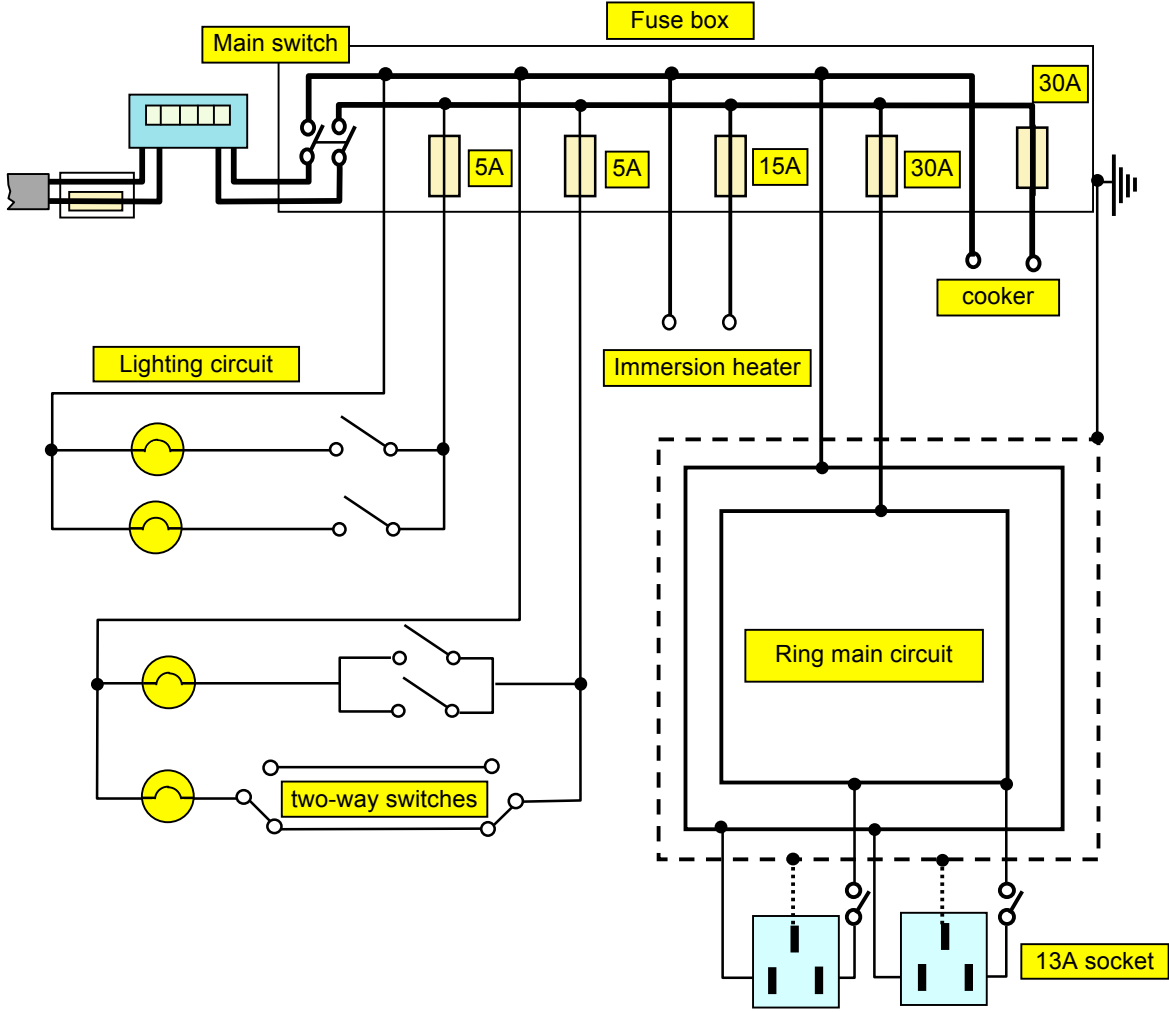 Fuse box
Main switch
30A
5A
5A
15A
30A
cooker
Lighting circuit
Immersion heater
Ring main circuit
two-way switches
13A socket